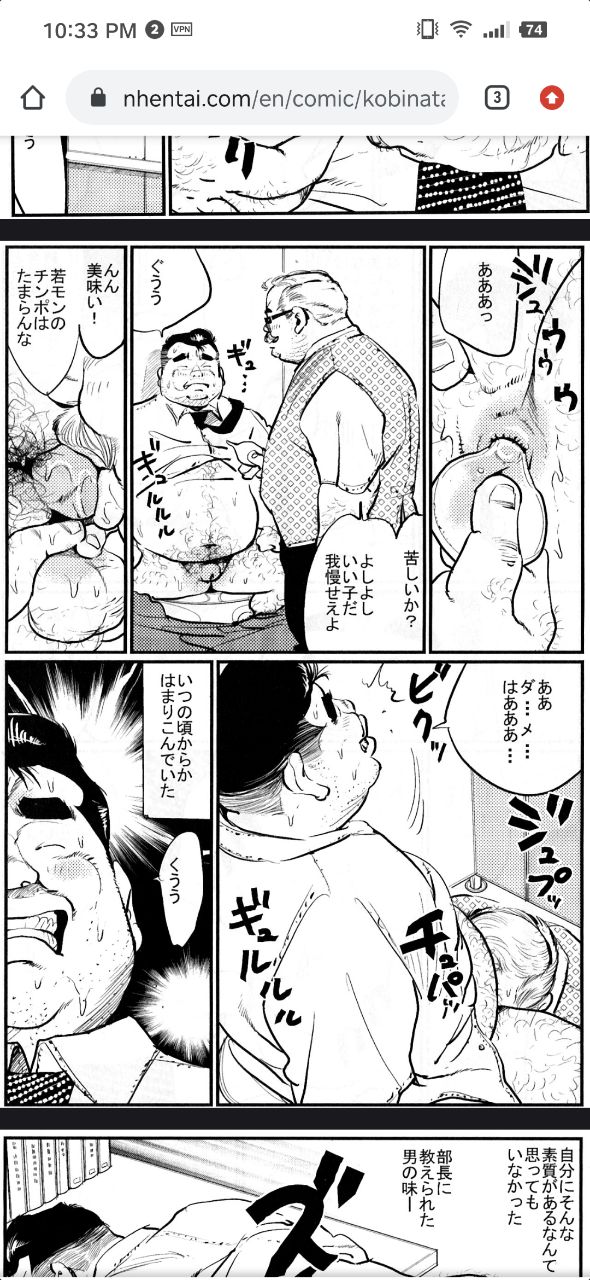 10:33 PM 2 VPN 74
nhentai.com/en/comic/kobinata
3
う
り
あああっ
ジュ
ウゥゥ
ぐうう
ギュ…
ギュルルル
苦しいか?
よしよし
いい子だ
我慢せえよ
んん
美味い!
若モンの
チンポは
たまらんな
ああ
ダ…メ…
はあああ…
ビクッ
ジュプッ
チュパッ
ギュルルル
いつの頃からか
はまりこんでいた
くうう
自分にそんな
素質があるなんて
思っても
いなかった
部長に
教えられた
男の味ー
ズ